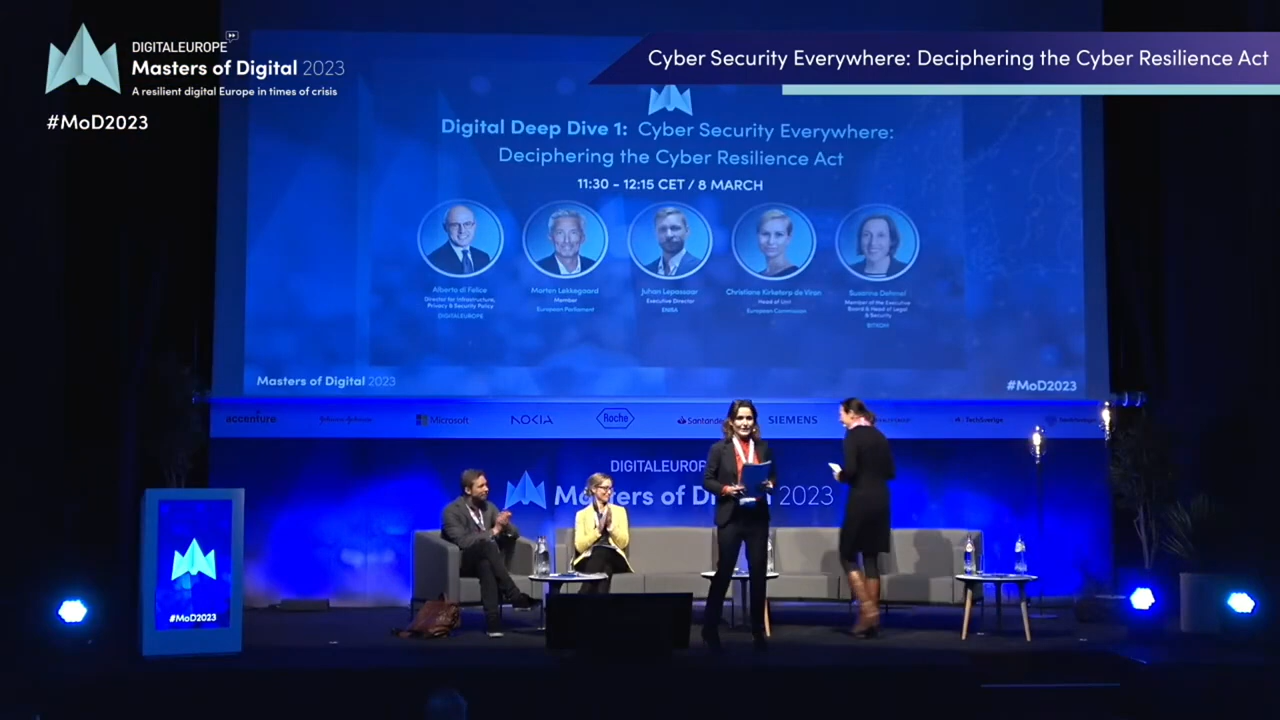 DIGITALEUROPE
Masters of Digital 2023
A resilient digital Europe in times of crisis
#MoD2023
Cyber Security Everywhere: Deciphering the Cyber Resilience Act
Digital Deep Dive 1: Cyber Security Everywhere:
Deciphering the Cyber Resilience Act
11:30 - 12:15 CET / 8 MARCH
Alberto di Felice
Director for Infrastructure,
Privacy & Security Policy
DIGITALEUROPE
Morten Løkkegaard
Member
European Parliament
Juhan Lepassaar
Executive Director
ENISA
Christiane Kirketerp de Viron
Head of Unit
European Commission
Susanne Dehmel
Member of the Executive
Board & Head of Legal
& Security
BITKOM
Masters of Digital 2023
#MoD2023
accenture
Microsoft
NOKIA
Roche
Santande
SIEMENS
TechSverige
DIGITALEUROP
Masters of D 2023
#MoD2023